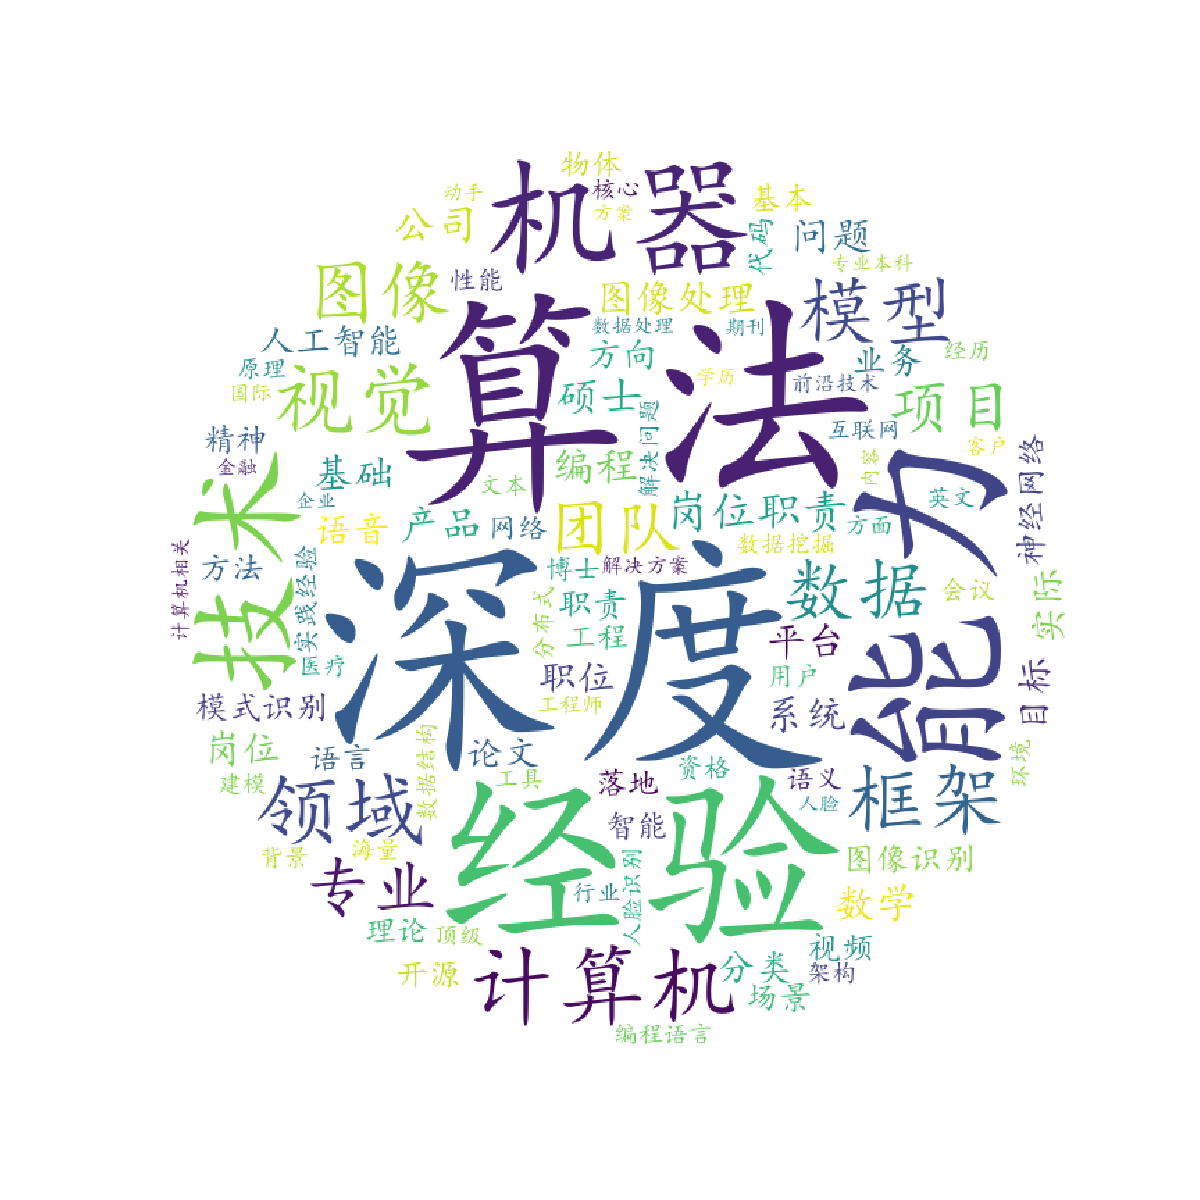 物体
动手
核心
机器
基本
公司
方案
代码
问题
专业本科
图像
性能
图像处理
模型
算法
人工智能
数据处理
期刊
方向
业务
经历
原理
视觉
硕士
学历
前沿技术
国际
项目
解决问题
互联网
精神
客户
能力
金融
基础
编程
文本
内容
神经网络
技术
企业
岗位职责
英文
语音
产品
网络
团队
方面
数据挖掘
计算机相关
方法
实践经验
深度
博士
解决方案
数据
会议
实际
分布式
职责
医疗
工程
平台
职位
用户
目标
模式识别
工程师
系统
岗位
语言
数据结构
论文
资格
环境
建模
工具
落地
语义
框架
领域
经验
智能
人脸
背景
海量
图像识别
专业
行业
人脸识别
数学
理论
顶级
视频
开源
计算机
分类
架构
场景
编程语言